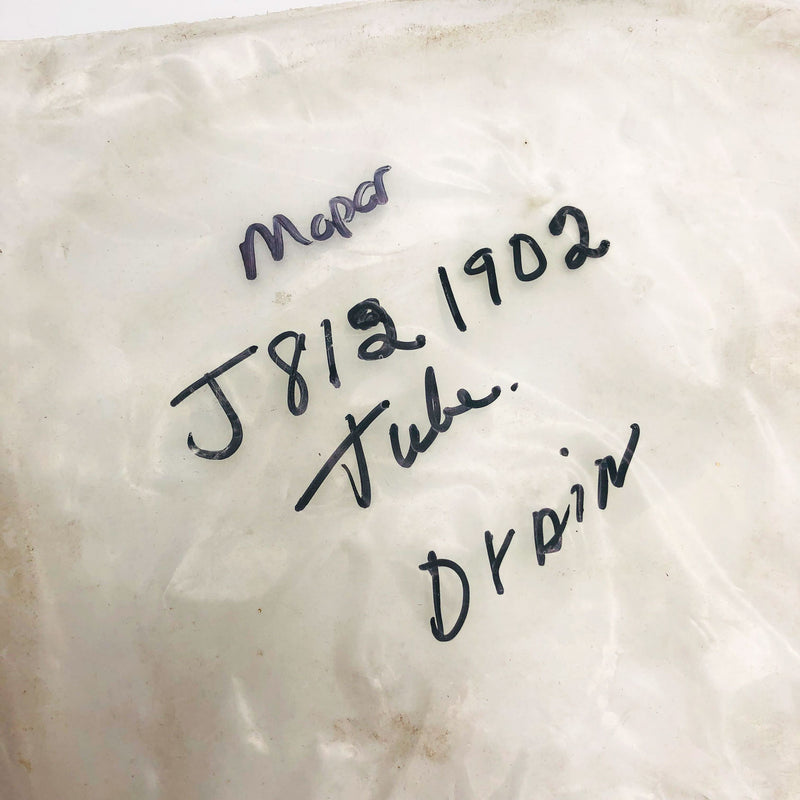 Mopar
J812 1902
Tube.
DrAiN